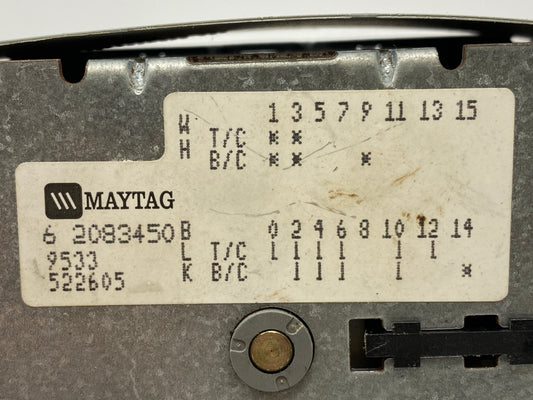 W 1 3 5 7 9 11 13 15
H T/C * *
B/C * * *
MAYTAG
6 2083450
B 0 2 4 6 8 10 12 14
L T/C 1 1 1 1 1 1
K B/C 1 1 1 1 *
9533
522605